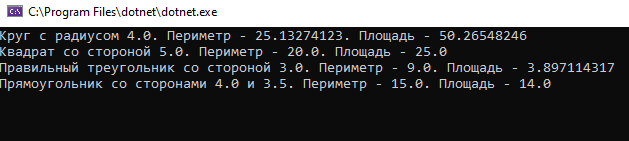 C:\Program Files\dotnet\dotnet.exe
Круг с радиусом 4.0. Периметр - 25.13274123. Площадь - 50.26548246
Квадрат со стороной 5.0. Периметр - 20.0. Площадь - 25.0
Правильный треугольник со стороной 3.0. Периметр - 9.0. Площадь - 3.897114317
Прямоугольник со сторонами 4.0 и 3.5. Периметр - 15.0. Площадь - 14.0